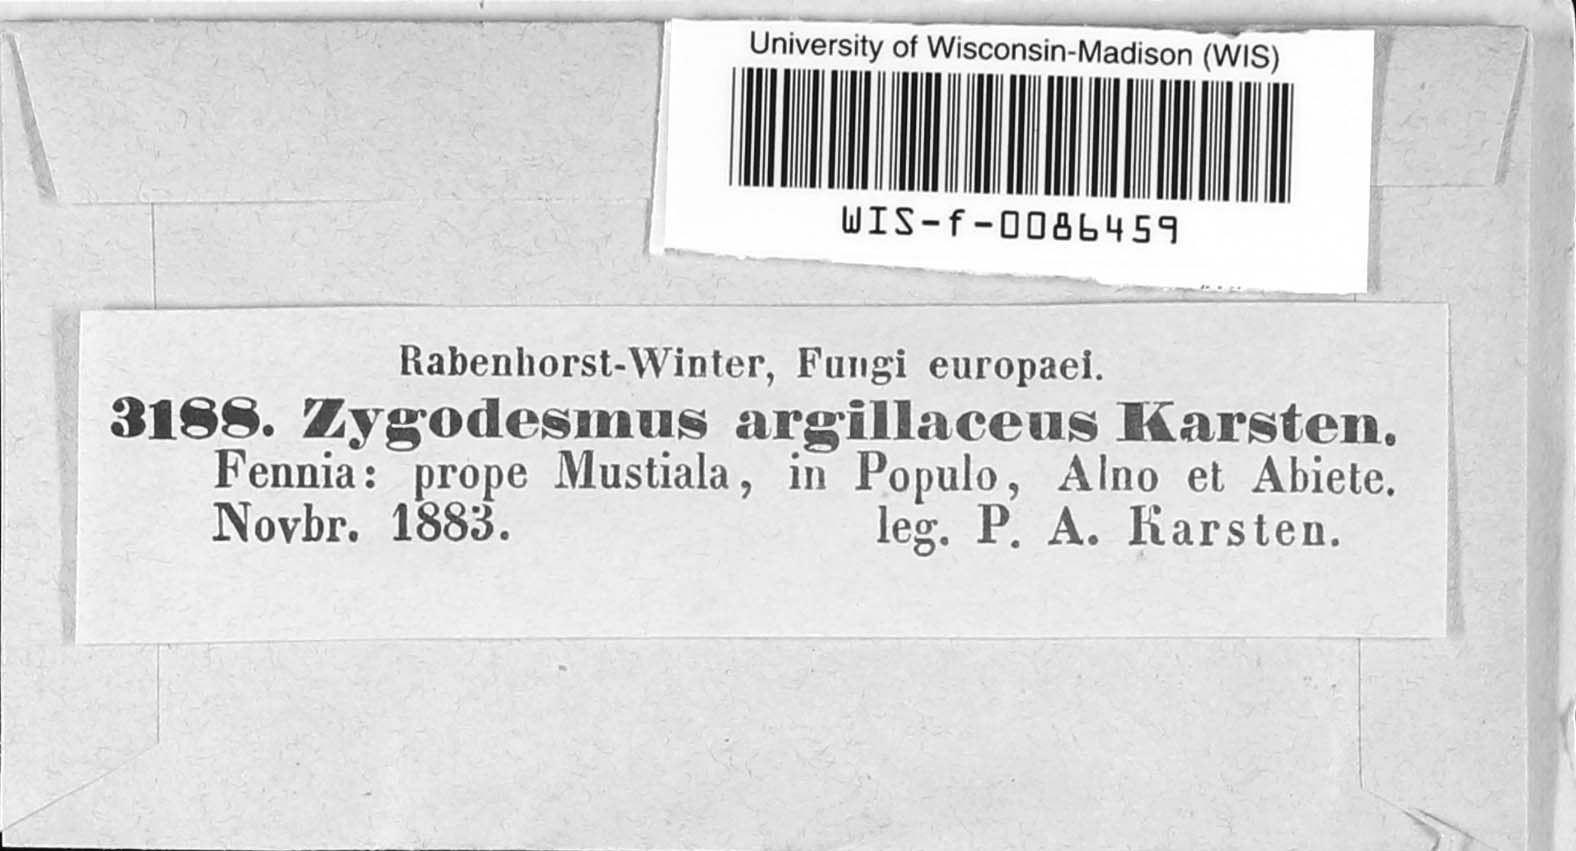 University of Wisconsin-Madison (WIS)
WIS-f-0086459
Rabenhorst-Winter, Fungi europaei.
3188. Zygodesmus argillaceus Karsten.
Fennia: prope Mustiala, in Populo, Alno et Abiete.
Novbr. 1883. leg. P. A. Karsten.